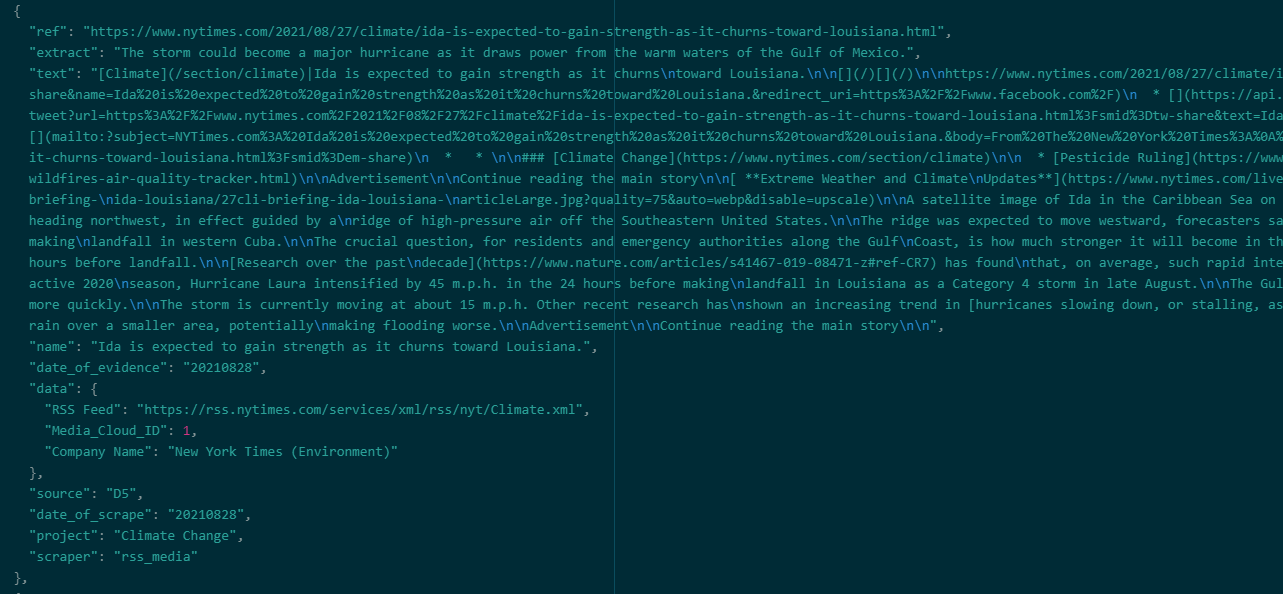 {
"ref": "https://www.nytimes.com/2021/08/27/climate/ida-is-expected-to-gain-strength-as-it-churns-toward-louisiana.html",
"extract": "The storm could become a major hurricane as it draws power from the warm waters of the Gulf of Mexico.",
"text": "[Climate](/section/climate)|Ida is expected to gain strength as it churns\ntoward Louisiana.\n\n[](/)[](/)\n\nhttps://www.nytimes.com/2021/08/27/climate/i
share&name=Ida%20is%20expected%20to%20gain%20strength%20as%20it%20churns%20toward%20Louisiana.&redirect_uri=https%3A%2F%2Fwww.facebook.com%2F)\n  * [](https://api.
tweet?url=https%3A%2F%2Fwww.nytimes.com%2F2021%2F08%2F27%2Fclimate%2Fida-is-expected-to-gain-strength-as-it-churns-toward-louisiana.html%3Fsmid%3Dtw-share&text=Ida
[](mailto:?subject=NYTimes.com%3A%20Ida%20is%20expected%20to%20gain%20strength%20as%20it%20churns%20toward%20Louisiana.&body=From%20The%20New%20York%20Times%3A%0A%
it-churns-toward-louisiana.html%3Fsmid%3Dem-share)\n  *   * \n\n### [Climate Change](https://www.nytimes.com/section/climate)\n\n  * [Pesticide Ruling](https://www
wildfires-air-quality-tracker.html)\n\nAdvertisement\n\nContinue reading the main story\n\n[ **Extreme Weather and Climate\nUpdates**](https://www.nytimes.com/live
briefing-\nida-louisiana/27cli-briefing-ida-louisiana-\narticleLarge.jpg?quality=75&auto=webp&disable=upscale)\n\nA satellite image of Ida in the Caribbean Sea on
heading northwest, in effect guided by a\nridge of high-pressure air off the Southeastern United States.\n\nThe ridge was expected to move westward, forecasters sa
making\nlandfall in western Cuba.\n\nThe crucial question, for residents and emergency authorities along the Gulf\nCoast, is how much stronger it will become in th
hours before landfall.\n\n[Research over the past\ndecade](https://www.nature.com/articles/s41467-019-08471-z#ref-CR7) has found\nthat, on average, such rapid inte
active 2020\nseason, Hurricane Laura intensified by 45 m.p.h. in the 24 hours before making\nlandfall in Louisiana as a Category 4 storm in late August.\n\nThe Gul
more quickly.\n\nThe storm is currently moving at about 15 m.p.h. Other recent research has\nshown an increasing trend in [hurricanes slowing down, or stalling, as
rain over a smaller area, potentially\nmaking flooding worse.\n\nAdvertisement\n\nContinue reading the main story\n\n",
"name": "Ida is expected to gain strength as it churns toward Louisiana.",
"date_of_evidence": "20210828",
"data": {
"RSS Feed": "https://rss.nytimes.com/services/xml/rss/nyt/Climate.xml",
"Media_Cloud_ID": 1,
"Company Name": "New York Times (Environment)"
},
"source": "D5",
"date_of_scrape": "20210828",
"project": "Climate Change",
"scraper": "rss_media"
},